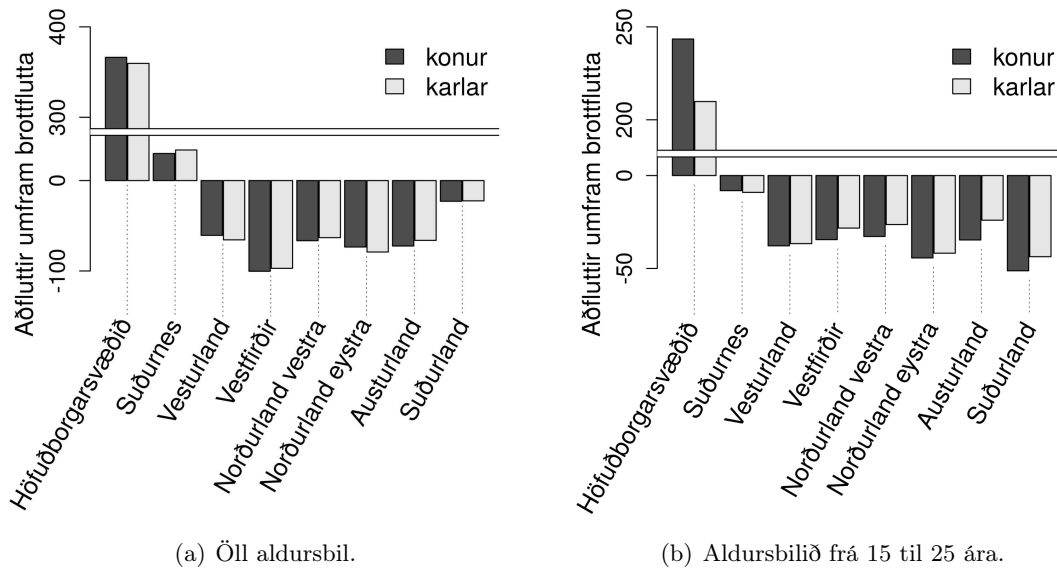 Aðfluttir umfram brottflutta
400
300
0
-100
konur
karlar
Höfuðborgarsvæðið
Suðurnes
Vesturland
Vestfirðir
Norðurland vestra
Norðurland eystra
Austurland
Suðurland
(a) Öll aldursbil.
Aðfluttir umfram brottflutta
250
200
0
-50
konur
karlar
Höfuðborgarsvæðið
Suðurnes
Vesturland
Vestfirðir
Norðurland vestra
Norðurland eystra
Austurland
Suðurland
(b) Aldursbilið frá 15 til 25 ára.